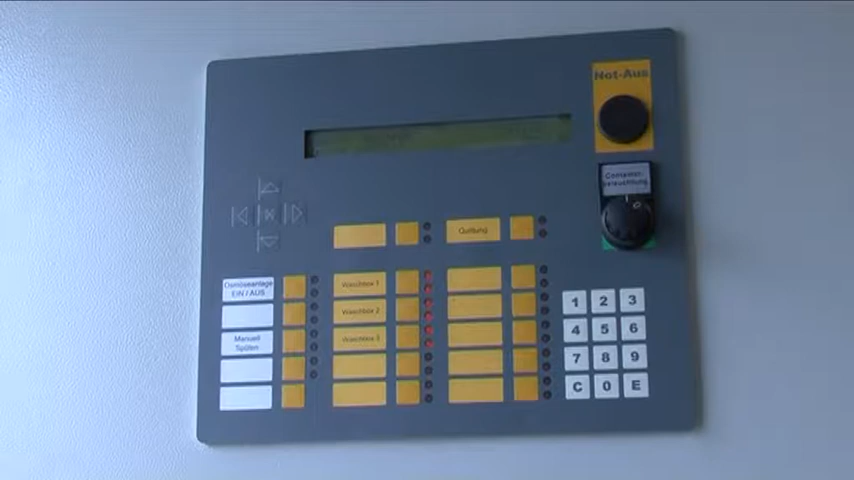 Not-Aus
Container-
beleuchtung
Quittung
Osmoseanlage
EIN / AUS
Waschbox 1
Waschbox 2
Manuell
Spülen
Waschbox 3
1 2 3
4 5 6
7 8 9
C 0 E